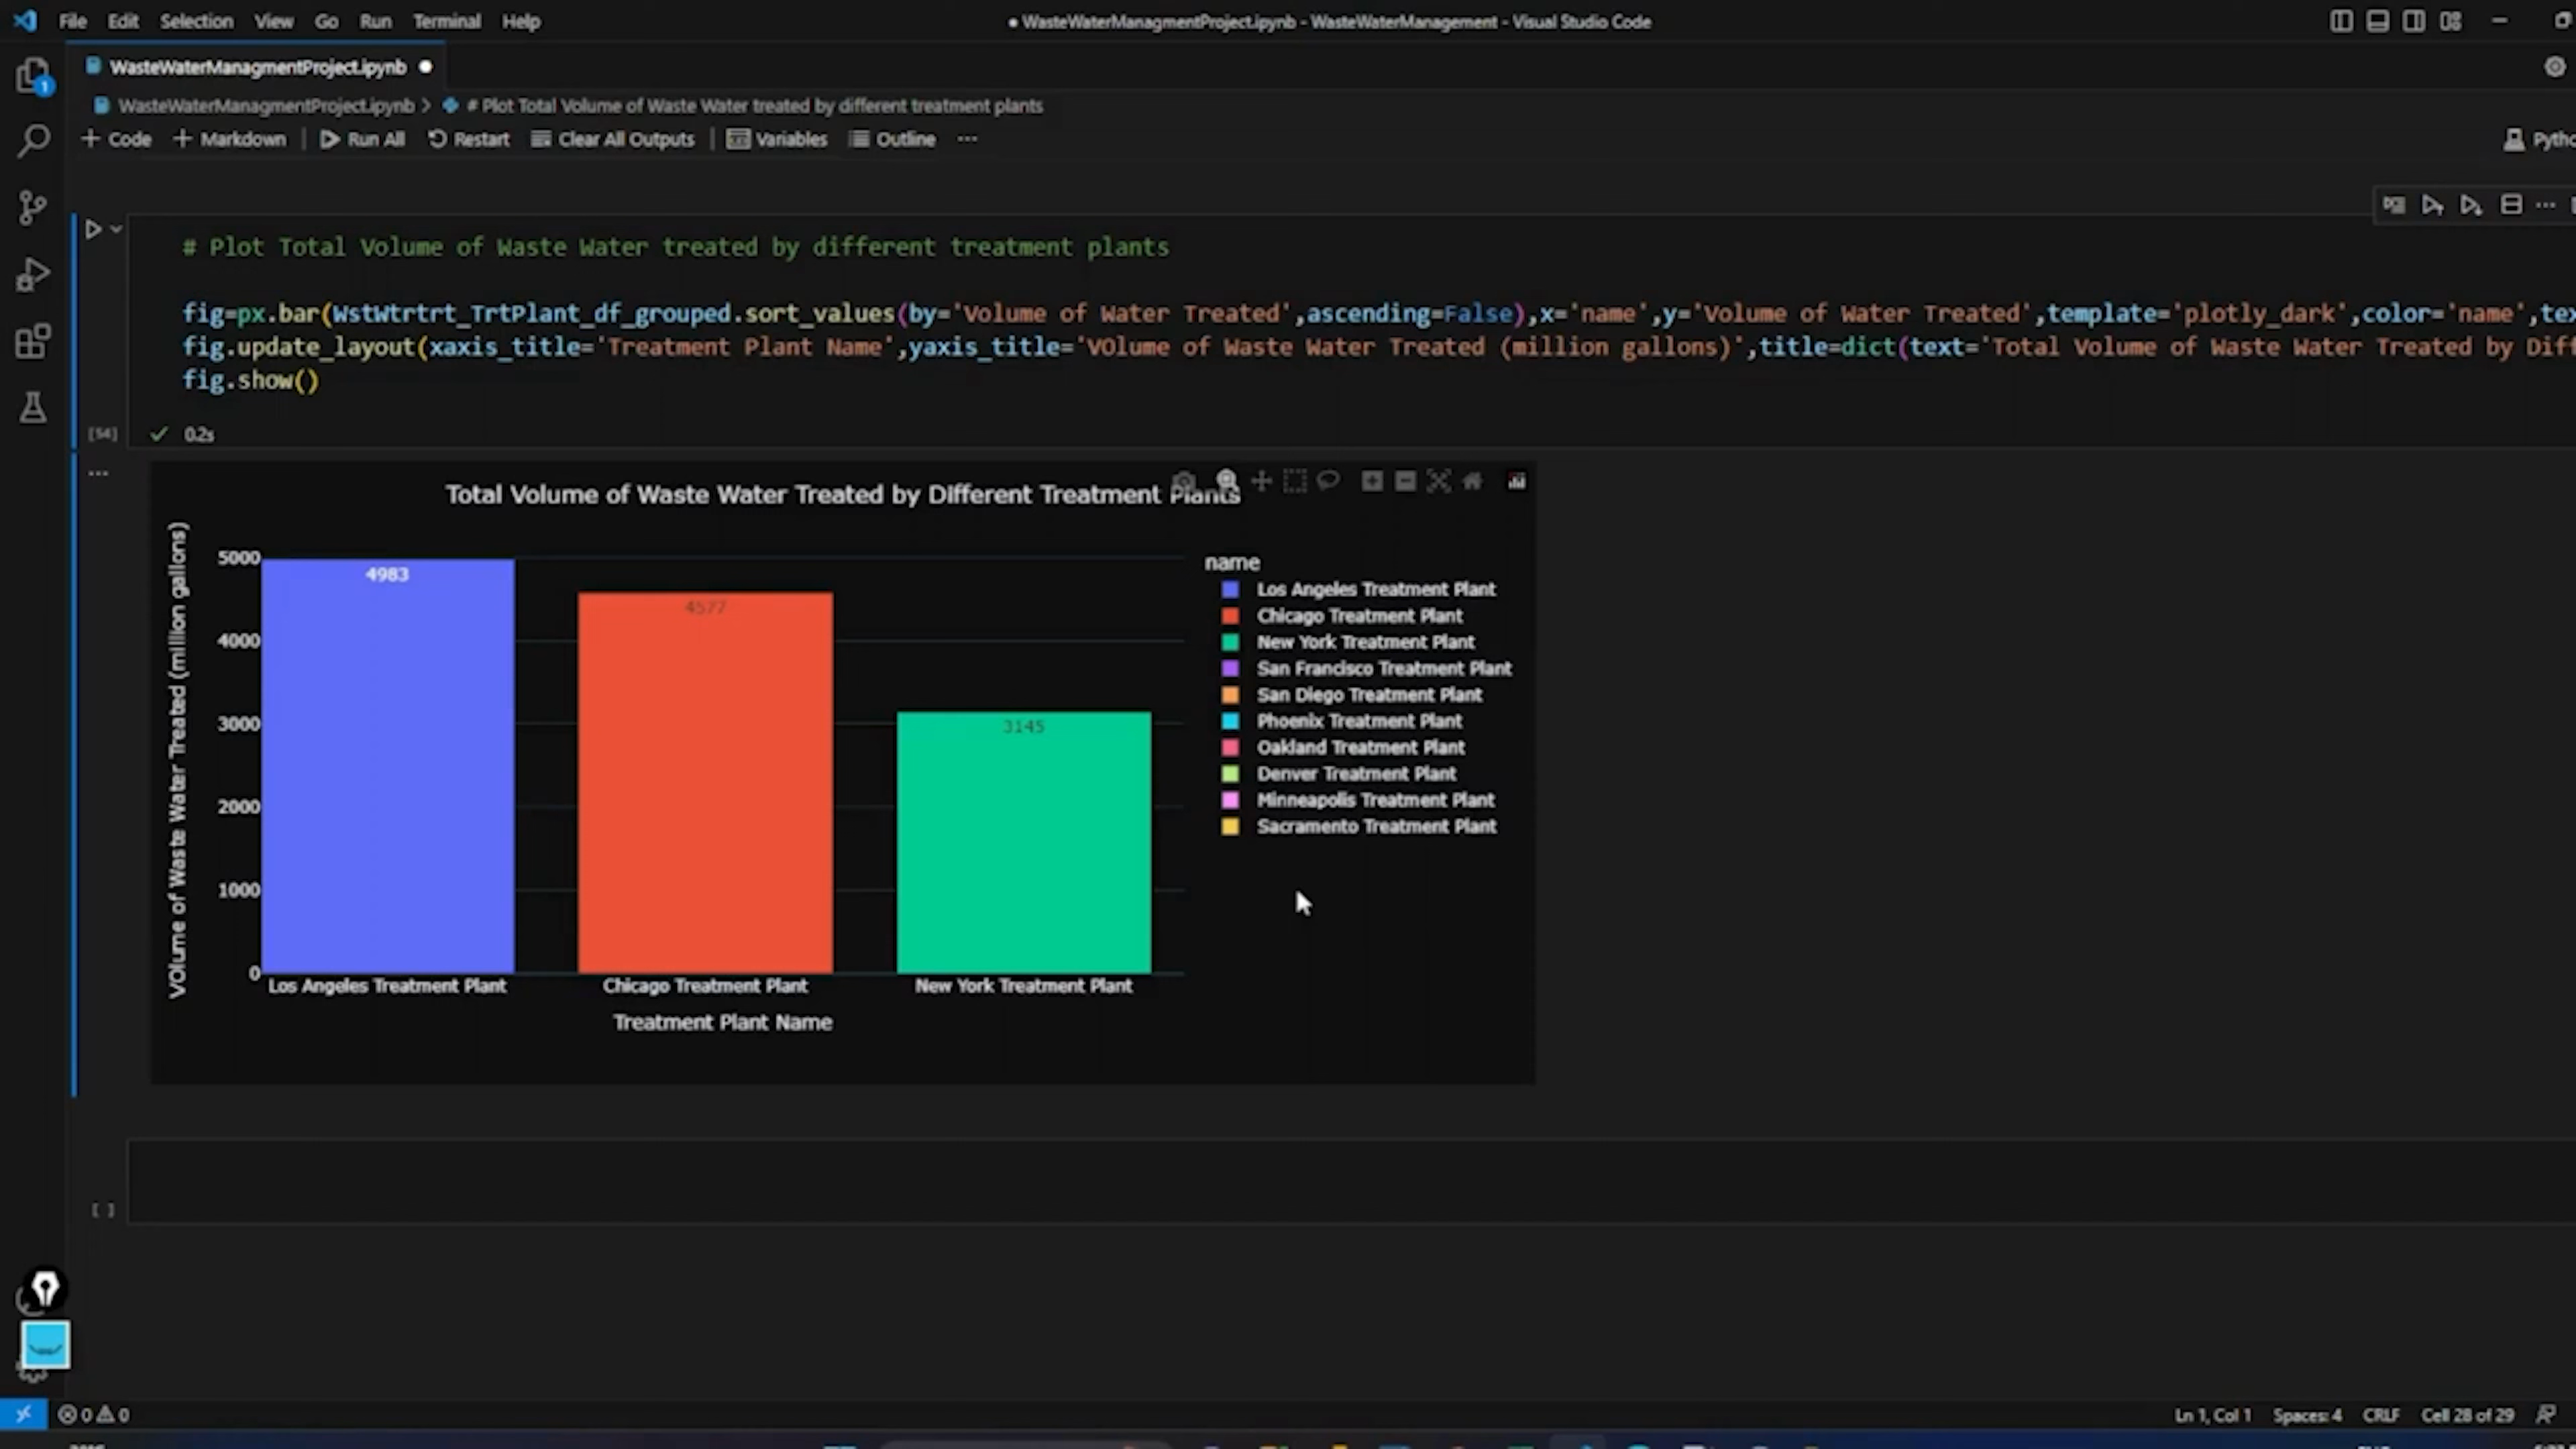 File Edit Selection View Go Run Terminal Help
● WasteWaterManagmentProject.ipynb - WasteWaterManagement - Visual Studio Code
WasteWaterManagmentProject.ipynb ●
1
WasteWaterManagmentProject.ipynb > # Plot Total Volume of Waste Water treated by different treatment plants
+ Code + Markdown | Run All Restart Clear All Outputs | Variables Outline ...
# Plot Total Volume of Waste Water treated by different treatment plants
fig=px.bar(WstWtrtrt_TrtPlant_df_grouped.sort_values(by='Volume of Water Treated',ascending=False),x='name',y='Volume of Water Treated',template='plotly_dark',color='name',tex
fig.update_layout(xaxis_title='Treatment Plant Name',yaxis_title='VOlume of Waste Water Treated (million gallons)',title=dict(text='Total Volume of Waste Water Treated by Diff
fig.show()
[54] ✓ 0.2s
Total Volume of Waste Water Treated by Different Treatment Plants
VOlume of Waste Water Treated (million gallons)
5000
4000
3000
2000
1000
0
4983
4577
3145
Los Angeles Treatment Plant
Chicago Treatment Plant
New York Treatment Plant
Treatment Plant Name
name
Los Angeles Treatment Plant
Chicago Treatment Plant
New York Treatment Plant
San Francisco Treatment Plant
San Diego Treatment Plant
Phoenix Treatment Plant
Oakland Treatment Plant
Denver Treatment Plant
Minneapolis Treatment Plant
Sacramento Treatment Plant
[ ]
0 0
Ln 1, Col 1 Spaces: 4 CRLF Cell 28 of 29